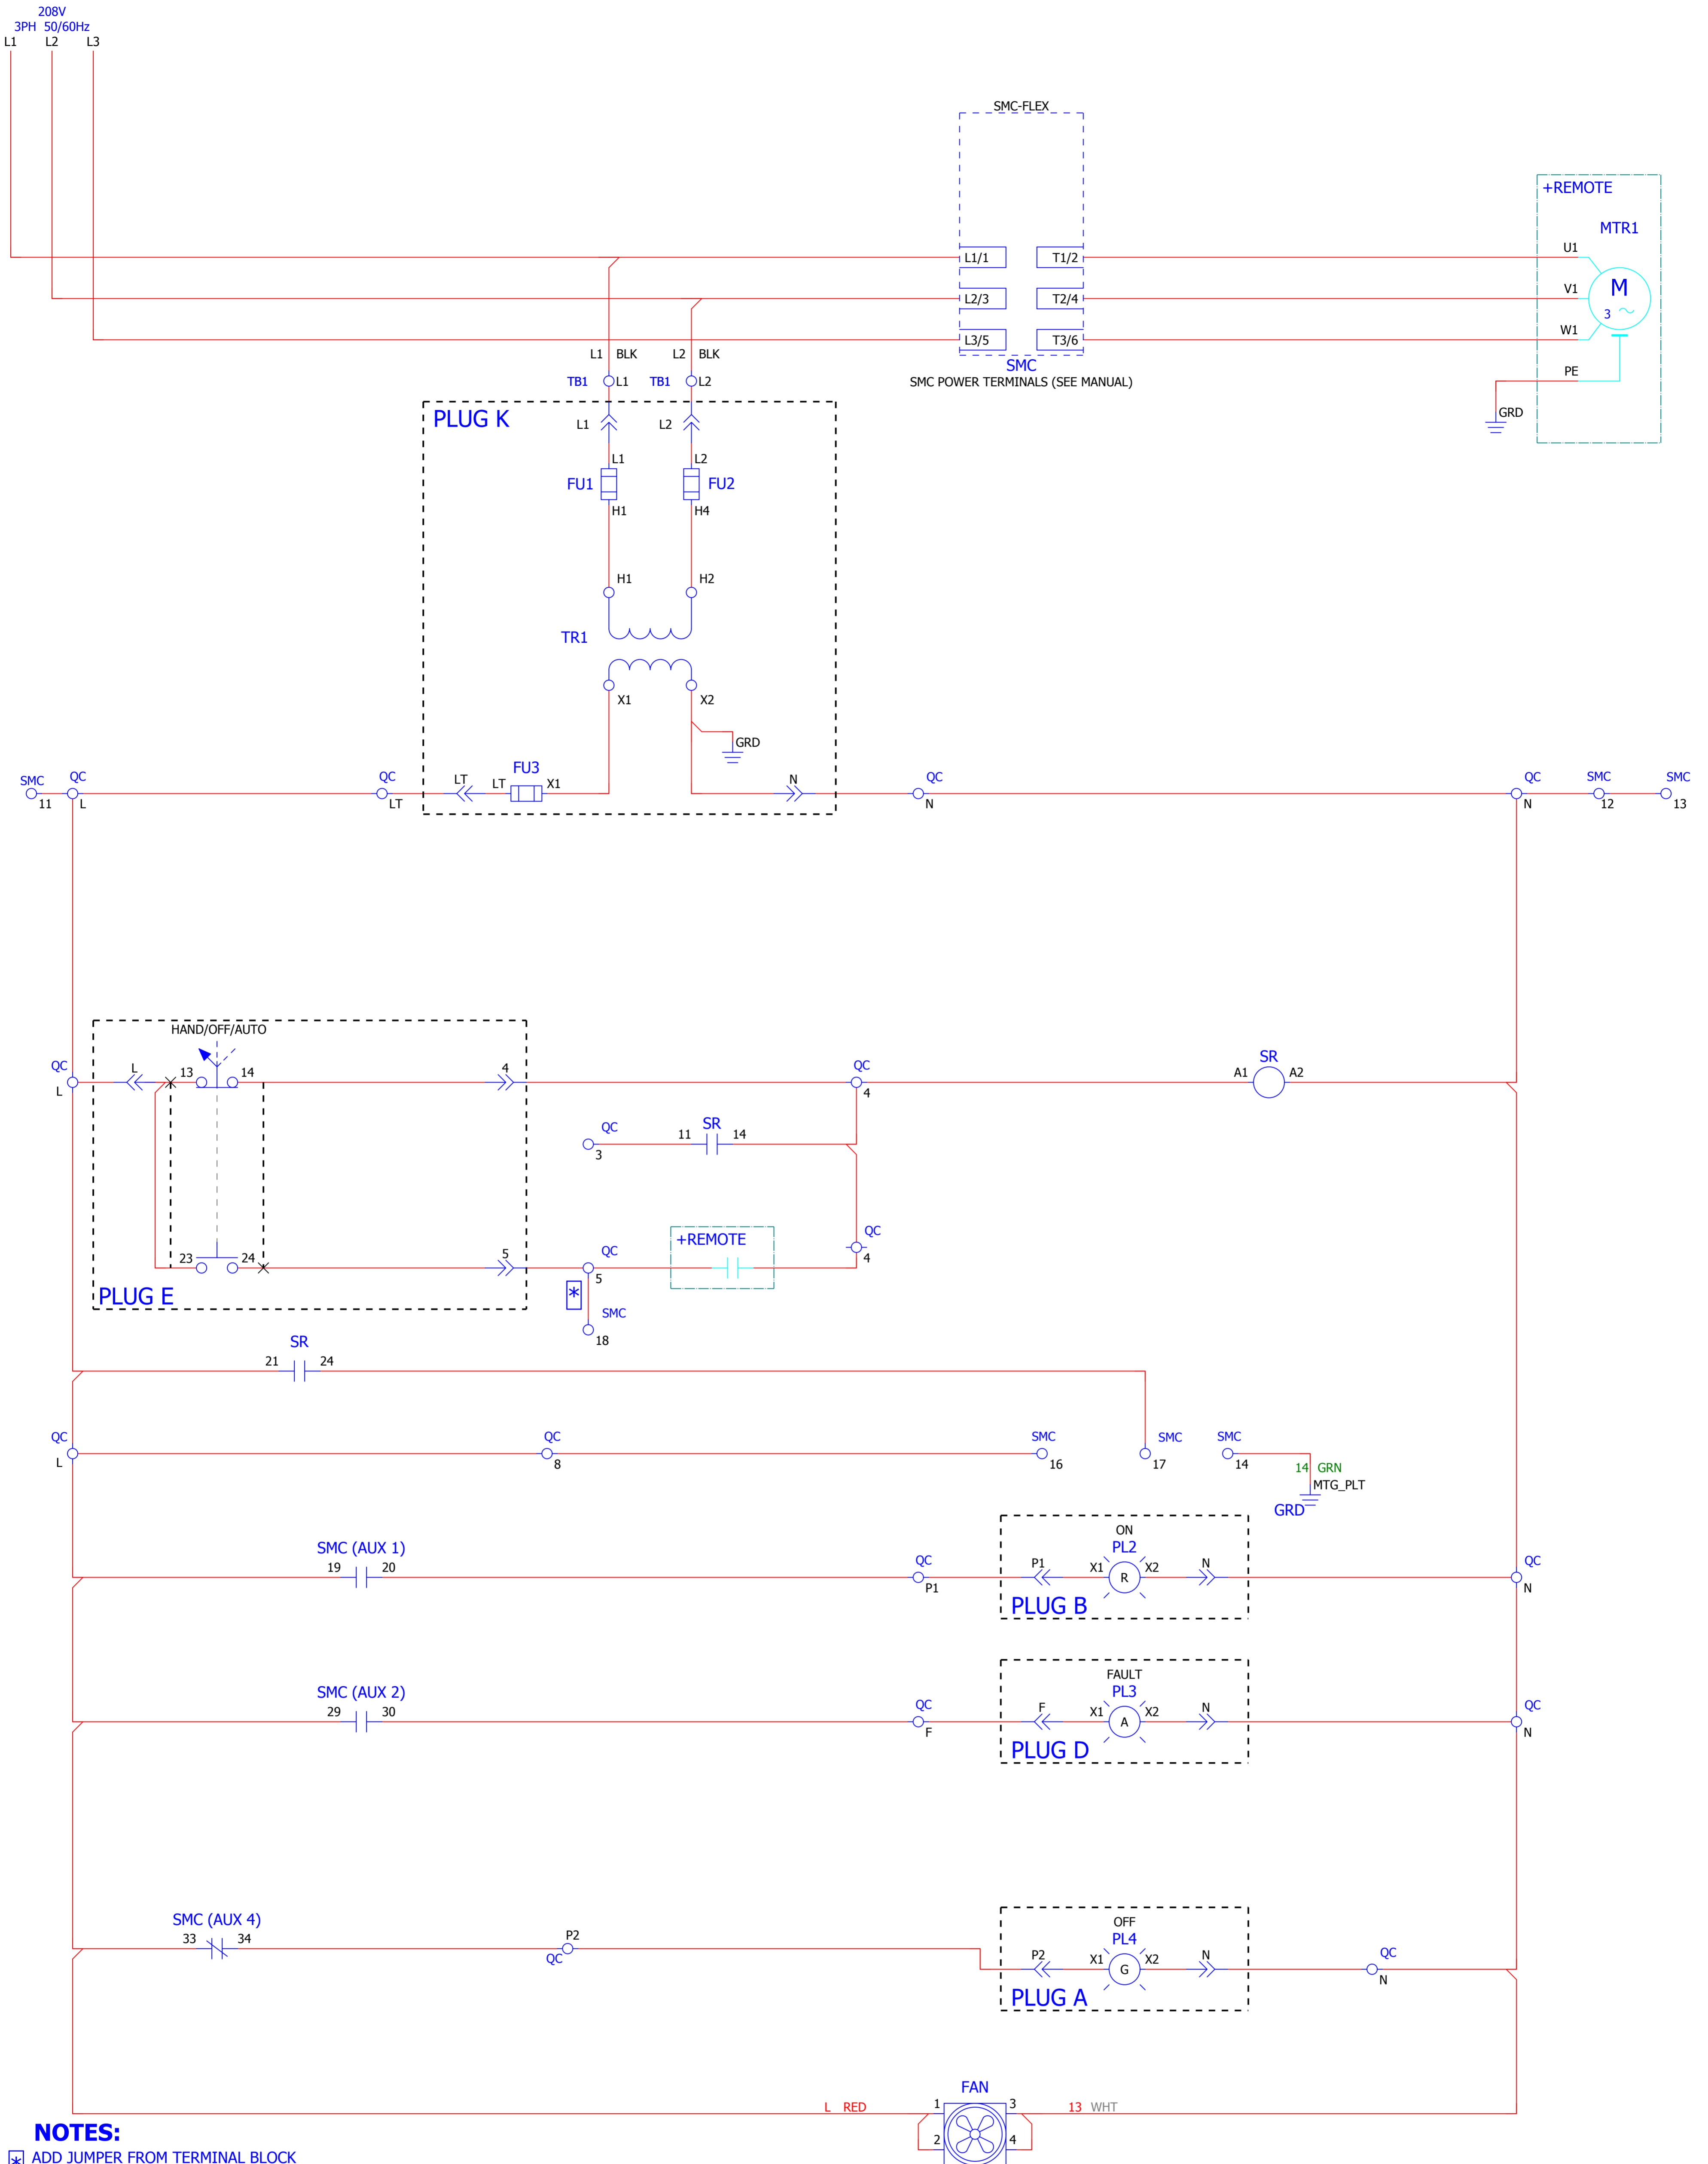 208V
3PH 50/60Hz
L1 L2 L3
SMC-FLEX
+REMOTE
MTR1
L1/1 T1/2 U1
L2/3 T2/4 V1 M
3
L3/5 T3/6 W1
SMC
SMC POWER TERMINALS (SEE MANUAL)
PE
GRD
L1 BLK L2 BLK
TB1 L1 TB1 L2
PLUG K
L1 L2
L1 L2
FU1 FU2
H1 H4
H1 H2
TR1
X1 X2
GRD
SMC QC QC LT LT FU3 X1 N QC QC SMC SMC
11 L LT N N 12 13
HAND/OFF/AUTO
QC L 13 14 4 QC SR
L 4 A1 A2
QC 11 SR 14
3
QC
4
+REMOTE
23 24 5 QC
5
*
PLUG E
SMC
18
SR
21 24
QC QC SMC SMC SMC
L 8 16 17 14
14 GRN
MTG_PLT
GRD
ON
SMC (AUX 1) PL2
19 20 QC P1 X1 R X2 N QC
P1 N
PLUG B
FAULT
SMC (AUX 2) PL3
29 30 QC F X1 A X2 N QC
F N
PLUG D
OFF
SMC (AUX 4) PL4
33 34 P2 P2 X1 G X2 N QC
QC N
PLUG A
FAN
L RED 1 3 13 WHT
2 4
NOTES:
* ADD JUMPER FROM TERMINAL BLOCK